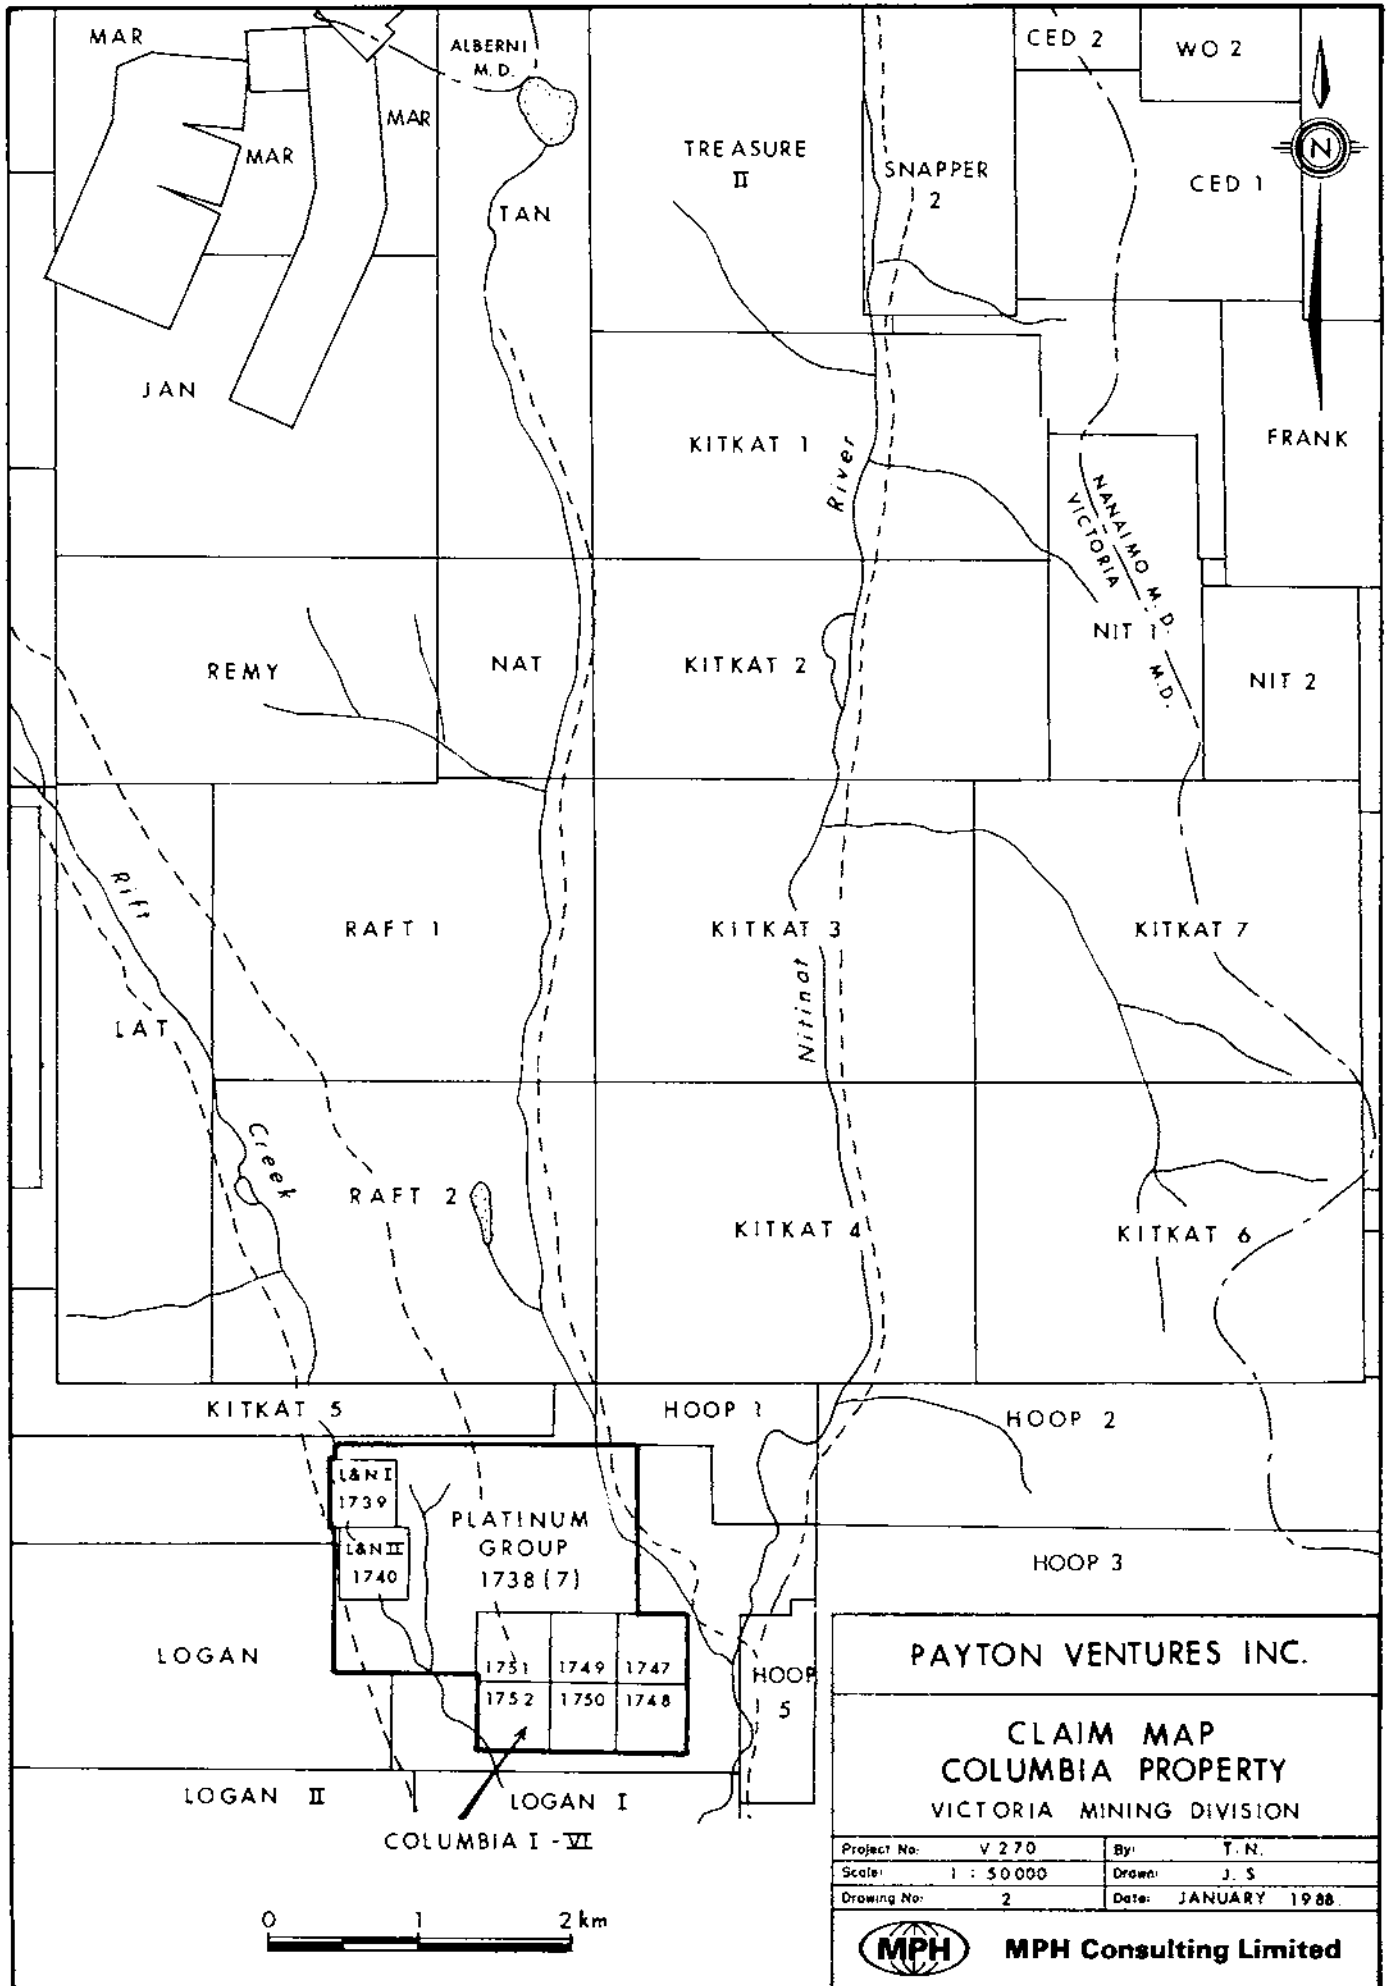 MAR
ALBERNI
M.D.
CED 2
WO 2
MAR
MAR
TREASURE
II
SNAPPER
2
N
CED 1
TAN
JAN
KITKAT 1
River
FRANK
NANAIMO M.D.
VICTORIA M.D.
REMY
NAT
KITKAT 2
NIT 1
NIT 2
Rift
RAFT 1
KITKAT 3
KITKAT 7
LAT
Nitinat
Creek
RAFT 2
KITKAT 4
KITKAT 6
KITKAT 5
HOOP 1
HOOP 2
L&N I
1739
PLATINUM
GROUP
1738(7)
L&N II
1740
HOOP 3
LOGAN
1751
1749
1747
1752
1750
1748
HOOP
5
LOGAN II
LOGAN I
COLUMBIA I - VI
0 1 2 km
PAYTON VENTURES INC.
CLAIM MAP
COLUMBIA PROPERTY
VICTORIA MINING DIVISION
Project No: V 270 By: T. N.
Scale: 1 : 50000 Drawn: J. S
Drawing No: 2 Date: JANUARY 1988.
MPH MPH Consulting Limited